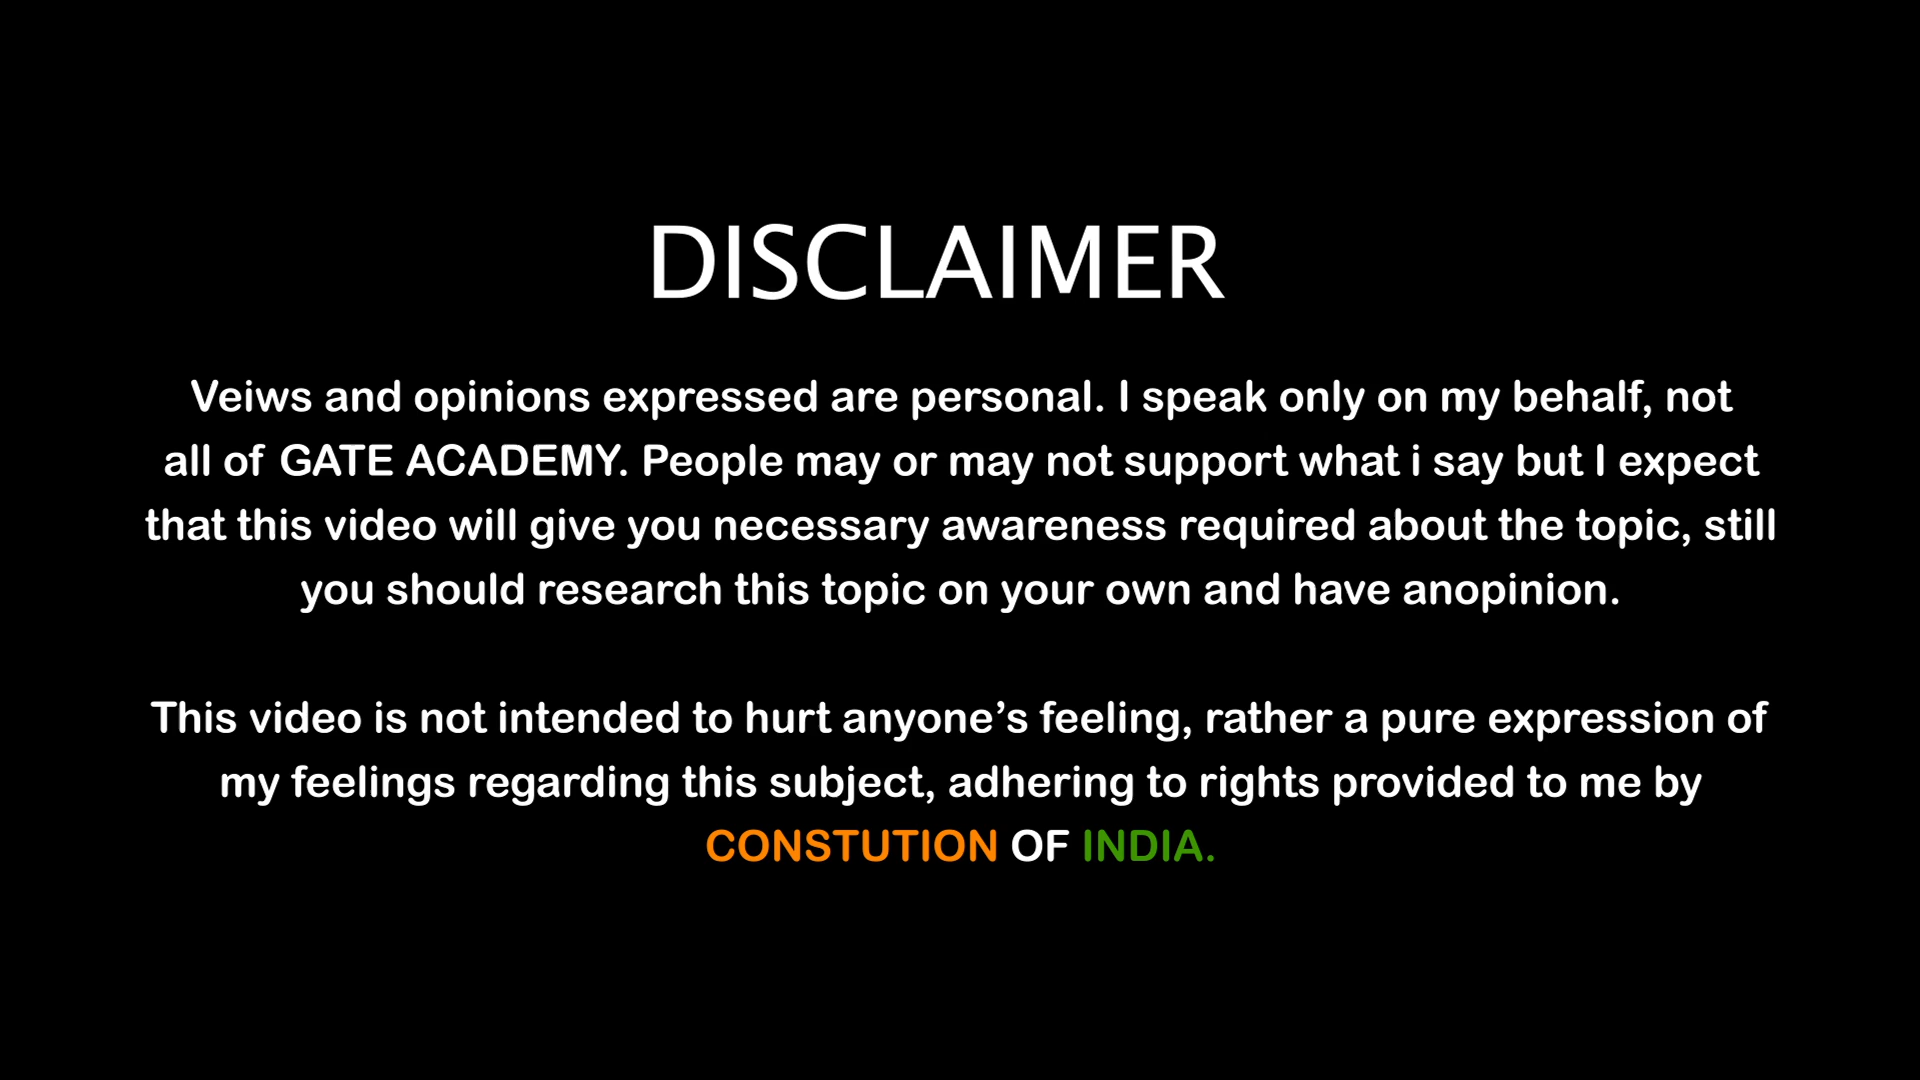 DISCLAIMER
Veiws and opinions expressed are personal. I speak only on my behalf, not
all of GATE ACADEMY. People may or may not support what i say but I expect
that this video will give you necessary awareness required about the topic, still
you should research this topic on your own and have anopinion.
This video is not intended to hurt anyone’s feeling, rather a pure expression of
my feelings regarding this subject, adhering to rights provided to me by
CONSTUTION OF INDIA.